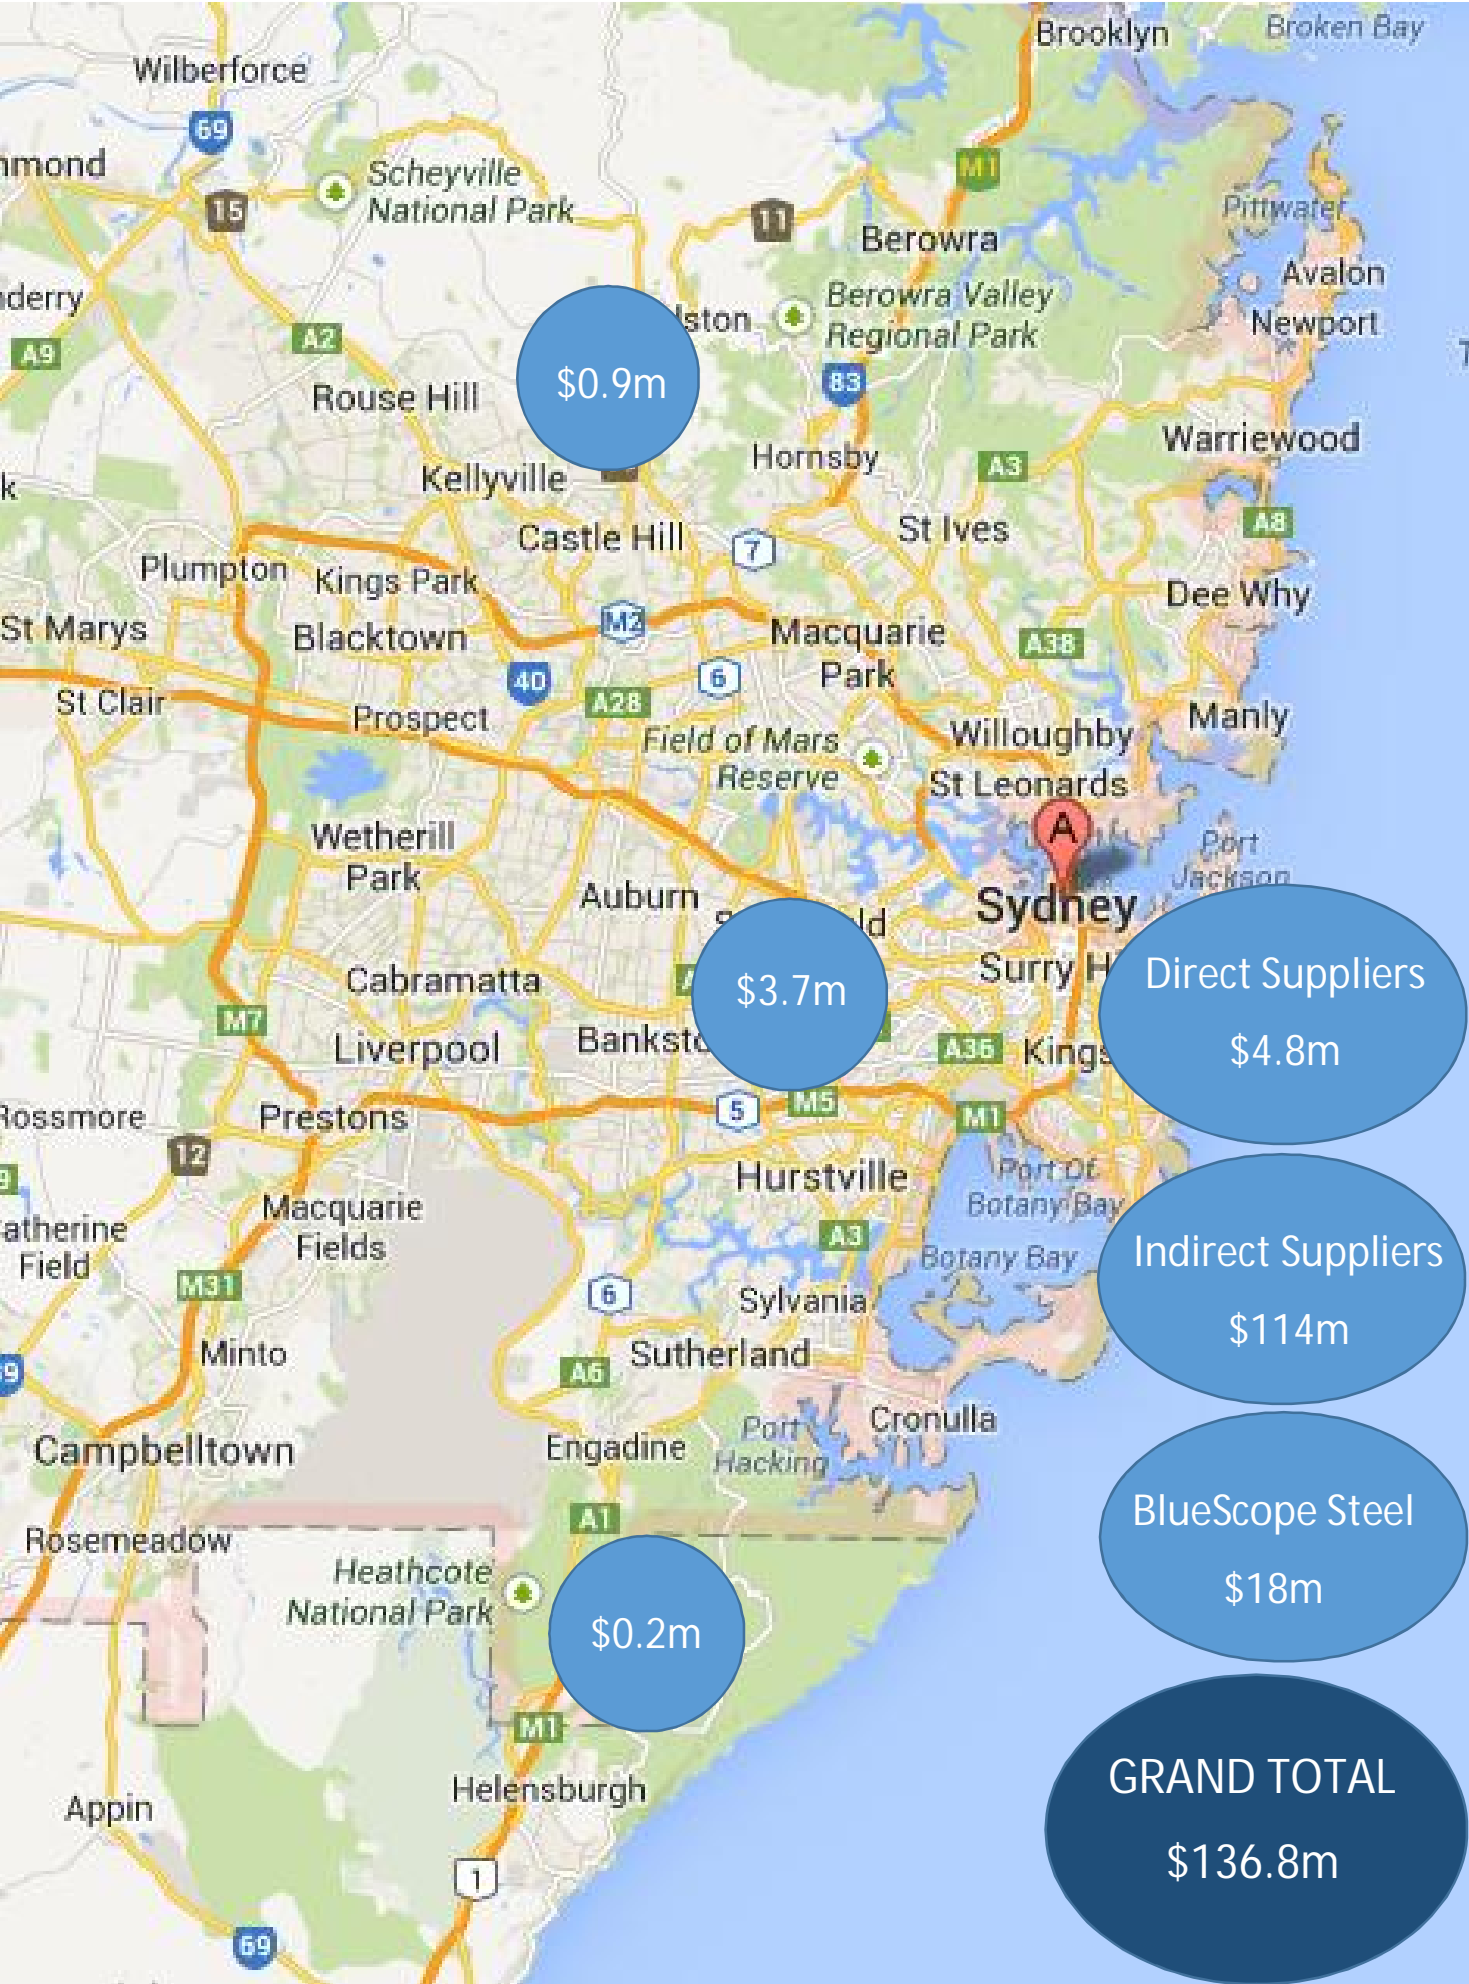 Brooklyn
Broken Bay
Wilberforce
69
Scheyville
National Park
15
11
M1
Berowra
Pittwater
Avalon
Newport
Berowra Valley
Regional Park
A9
A2
83
$0.9m
Rouse Hill
Kellyville
Hornsby
A3
Warriewood
Castle Hill
7
St Ives
A8
Plumpton
Kings Park
Dee Why
St Marys
Blacktown
M2
Macquarie
Park
A38
40
6
A28
St Clair
Prospect
Field of Mars
Reserve
Willoughby
Manly
St Leonards
A
Port
Jackson
Wetherill
Park
Auburn
Sydney
Surry H
Cabramatta
$3.7m
Direct Suppliers
$4.8m
M7
Liverpool
Banksto
A36
Kings
Rossmore
Prestons
5
M5
M1
12
Hurstville
Port Of
Botany Bay
Macquarie
Fields
A3
Botany Bay
Indirect Suppliers
$114m
Field
M31
6
Sylvania
Minto
A6
Sutherland
Campbelltown
Engadine
Port
Hacking
Cronulla
BlueScope Steel
$18m
A1
Rosemeadow
Heathcote
National Park
$0.2m
M1
Helensburgh
Appin
GRAND TOTAL
$136.8m
1
69